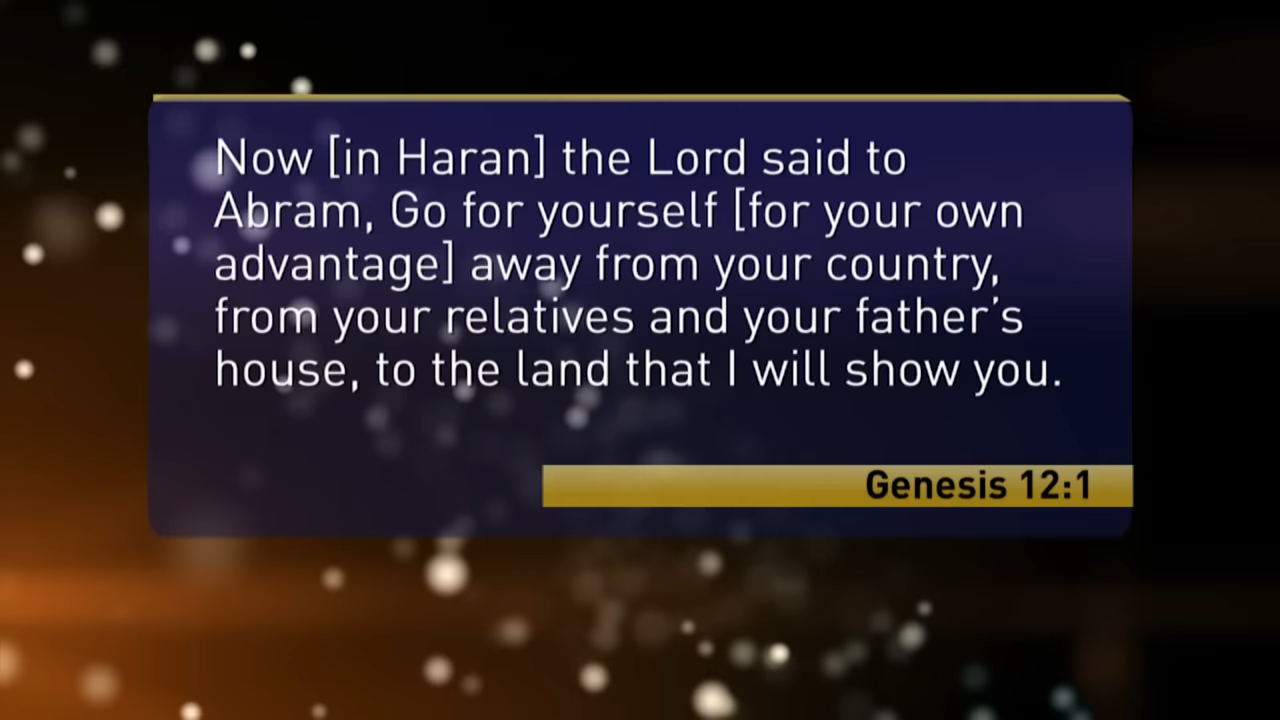 Now [in Haran] the Lord said to
Abram, Go for yourself [for your own
advantage] away from your country,
from your relatives and your father’s
house, to the land that I will show you.
Genesis 12:1